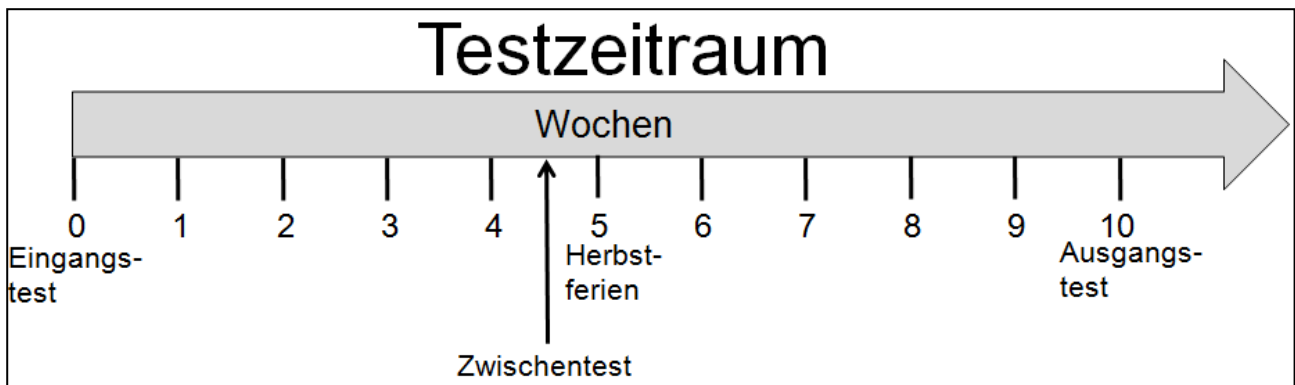 Testzeitraum
Wochen
0 1 2 3 4 5 6 7 8 9 10
Eingangs-
test
Herbst-
ferien
Ausgangs-
test
Zwischentest